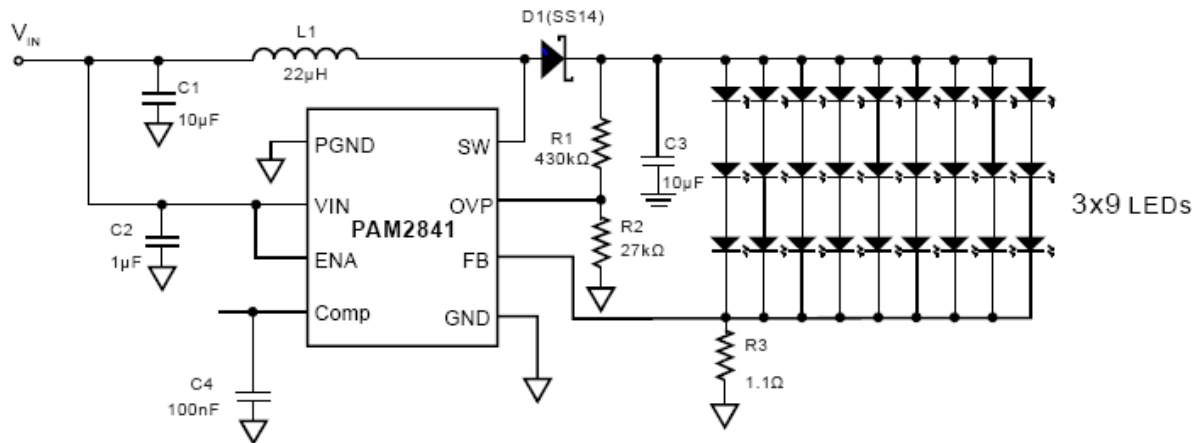 D1(SS14)
V_IN
L1
22µH
C1
10µF
R1
430kΩ
C3
10µF
PGND
SW
VIN
OVP
PAM2841
3x9 LEDs
C2
1µF
R2
27kΩ
ENA
FB
Comp
GND
R3
1.1Ω
C4
100nF